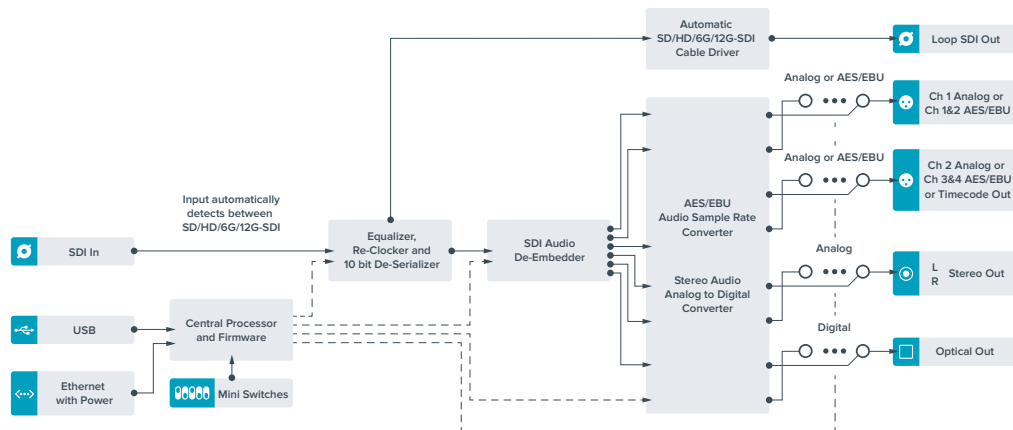 Automatic
SD/HD/6G/12G-SDI
Cable Driver
Loop SDI Out
Analog or AES/EBU
Ch 1 Analog or
Ch 1&2 AES/EBU
Analog or AES/EBU
Ch 2 Analog or
Ch 3&4 AES/EBU
or Timecode Out
Input automatically
detects between
SD/HD/6G/12G-SDI
SDI In
Equalizer,
Re-Clocker and
10 bit De-Serializer
SDI Audio
De-Embedder
AES/EBU
Audio Sample Rate
Converter
Stereo Audio
Analog to Digital
Converter
Analog
L
R
Stereo Out
USB
Central Processor
and Firmware
Digital
Optical Out
Ethernet
with Power
Mini Switches